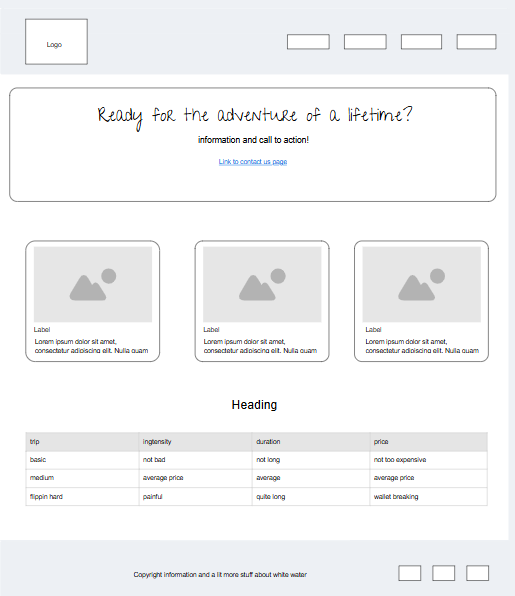 Logo
Ready for the adventure of a lifetime?
information and call to action!
Link to contact us page
Label
Lorem ipsum dolor sit amet,
consectetur adipiscing elit. Nulla quam
Label
Lorem ipsum dolor sit amet,
consectetur adipiscing elit. Nulla quam
Label
Lorem ipsum dolor sit amet,
consectetur adipiscing elit. Nulla quam
Heading
trip ingtensity duration price
basic not bad not long not too expensive
medium average price average average price
flippin hard painful quite long wallet breaking
Copyright information and a lit more stuff about white water